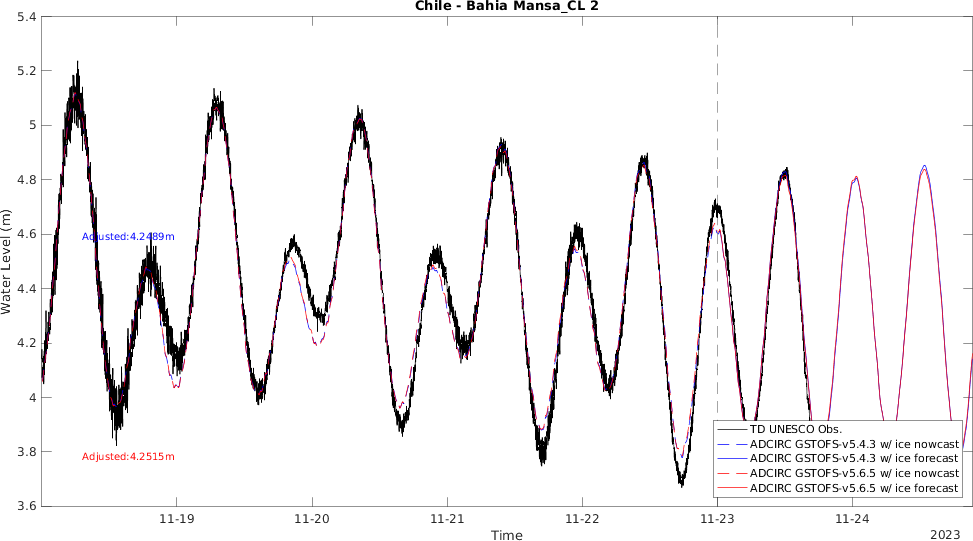 Chile - Bahia Mansa_CL 2
5.4
5.2
5
4.8
4.6
4.4
4.2
4
3.8
3.6
Water Level (m)
Adjusted:4.2489m
Adjusted:4.2515m
TD UNESCO Obs.
ADCIRC GSTOFS-v5.4.3 w/ ice nowcast
ADCIRC GSTOFS-v5.4.3 w/ ice forecast
ADCIRC GSTOFS-v5.6.5 w/ ice nowcast
ADCIRC GSTOFS-v5.6.5 w/ ice forecast
11-19
11-20
11-21
11-22
11-23
11-24
Time
2023